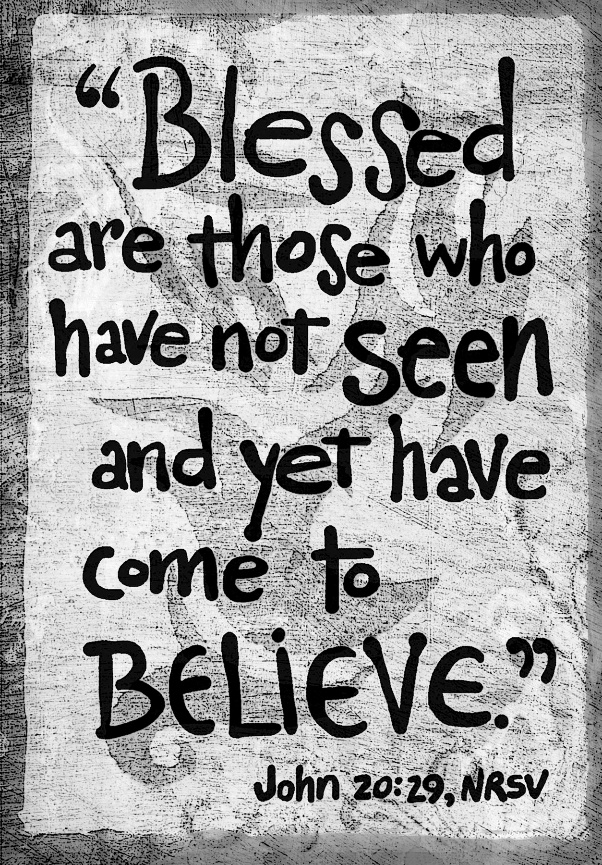 “Blessed
are those who
have not seen
and yet have
come to
BELiEVE.”
John 20:29, NRSV